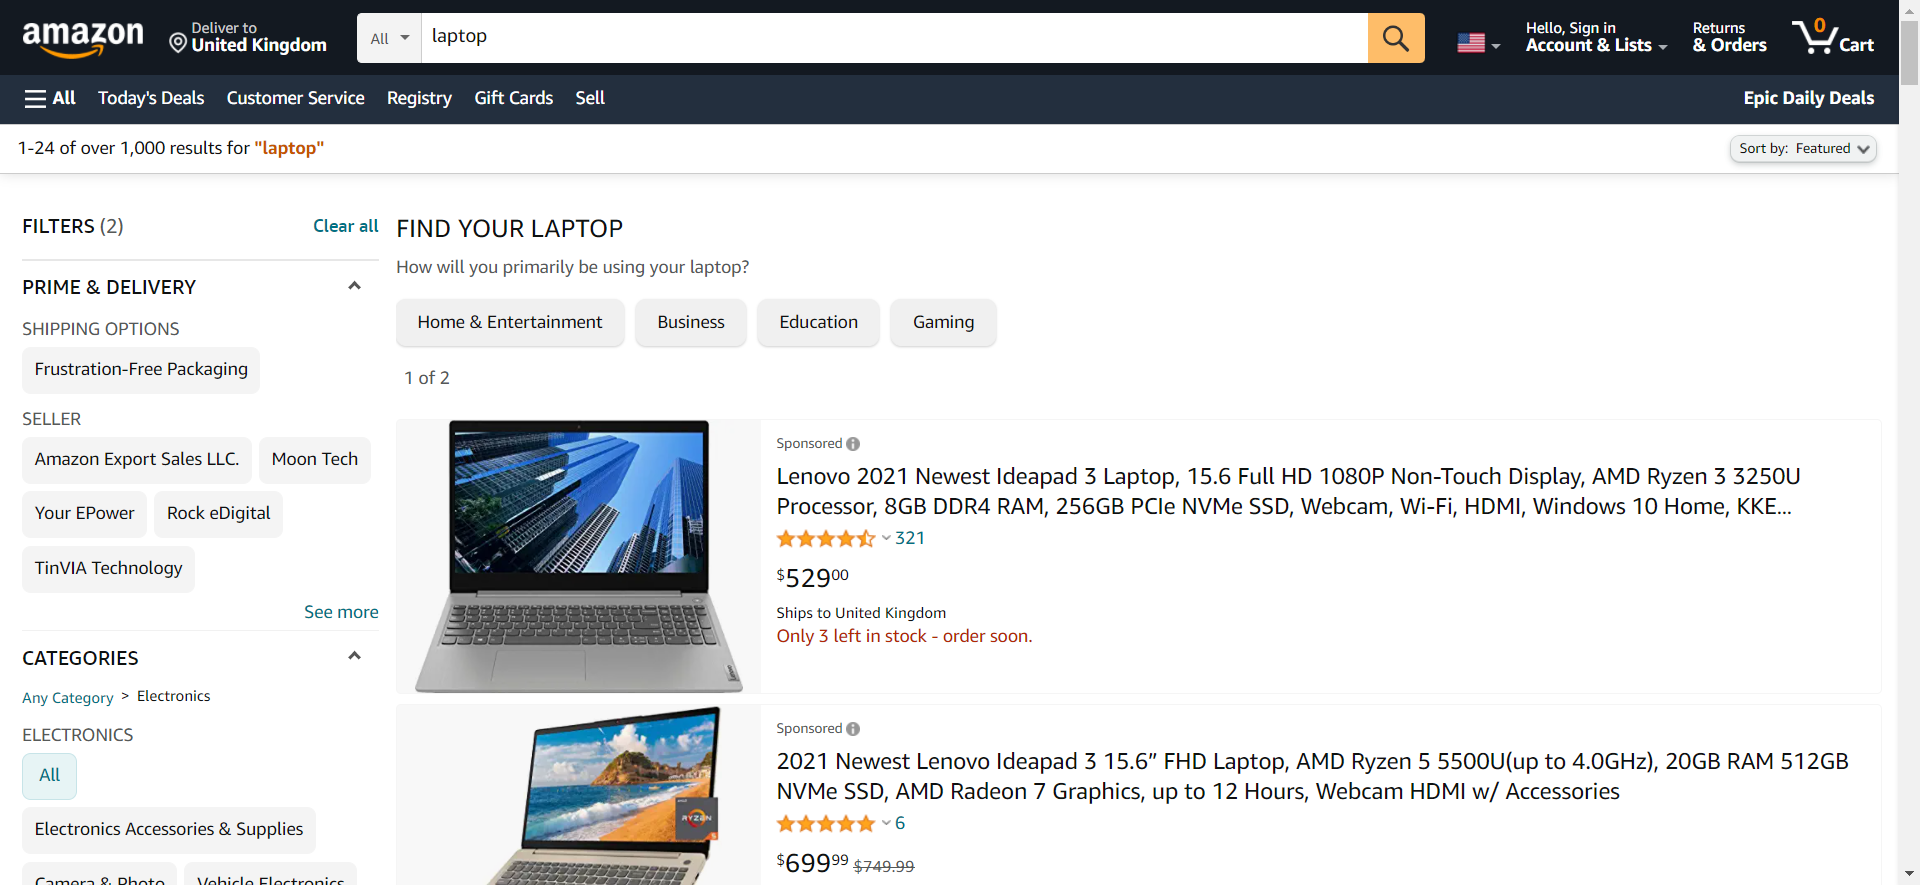 amazon
Deliver to
United Kingdom
All
laptop
Hello, Sign in
Account & Lists
Returns
& Orders
0
Cart
All
Today's Deals
Customer Service
Registry
Gift Cards
Sell
Epic Daily Deals
1-24 of over 1,000 results for "laptop"
Sort by: Featured
FILTERS (2)
Clear all
PRIME & DELIVERY
SHIPPING OPTIONS
Frustration-Free Packaging
SELLER
Amazon Export Sales LLC.
Moon Tech
Your EPower
Rock eDigital
TinVIA Technology
See more
CATEGORIES
Any Category > Electronics
ELECTRONICS
All
Electronics Accessories & Supplies
Camera & Photo
Vehicle Electronics
FIND YOUR LAPTOP
How will you primarily be using your laptop?
Home & Entertainment
Business
Education
Gaming
1 of 2
Sponsored
Lenovo 2021 Newest Ideapad 3 Laptop, 15.6 Full HD 1080P Non-Touch Display, AMD Ryzen 3 3250U
Processor, 8GB DDR4 RAM, 256GB PCIe NVMe SSD, Webcam, Wi-Fi, HDMI, Windows 10 Home, KKE...
321
$52900
Ships to United Kingdom
Only 3 left in stock - order soon.
RYZEN
5
Sponsored
2021 Newest Lenovo Ideapad 3 15.6” FHD Laptop, AMD Ryzen 5 5500U(up to 4.0GHz), 20GB RAM 512GB
NVMe SSD, AMD Radeon 7 Graphics, up to 12 Hours, Webcam HDMI w/ Accessories
6
$69999 $749.99